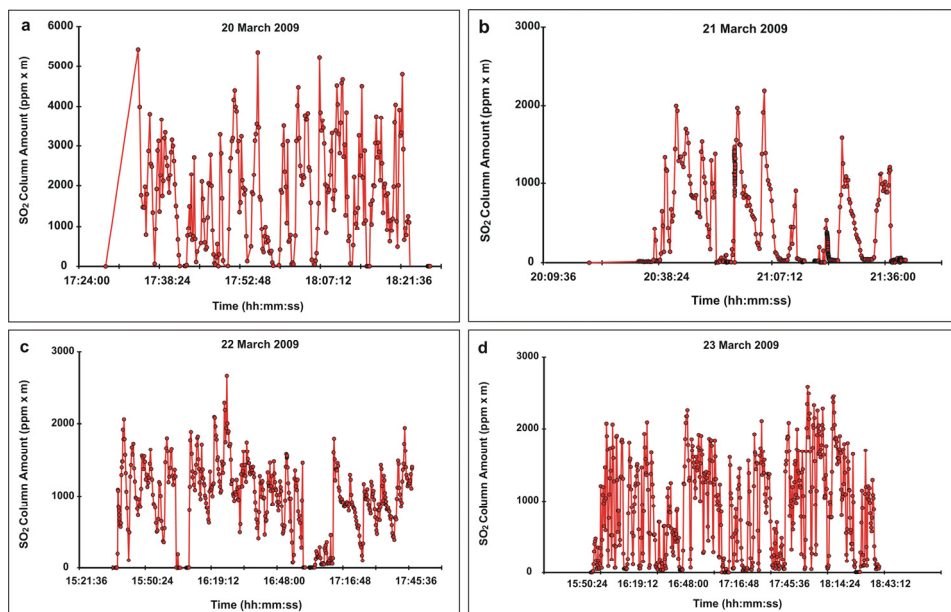 a
20 March 2009
SO2 Column Amount (ppm x m)
6000
5000
4000
3000
2000
1000
0
17:24:00 17:38:24 17:52:48 18:07:12 18:21:36
Time (hh:mm:ss)
b
21 March 2009
SO2 Column Amount (ppm x m)
3000
2000
1000
0
20:09:36 20:38:24 21:07:12 21:36:00
Time (hh:mm:ss)
c
22 March 2009
SO2 Column Amount (ppm x m)
3000
2000
1000
0
15:21:36 15:50:24 16:19:12 16:48:00 17:16:48 17:45:36
Time (hh:mm:ss)
d
23 March 2009
SO2 Column Amount (ppm x m)
3000
2000
1000
0
15:50:24 16:19:12 16:48:00 17:16:48 17:45:36 18:14:24 18:43:12
Time (hh:mm:ss)